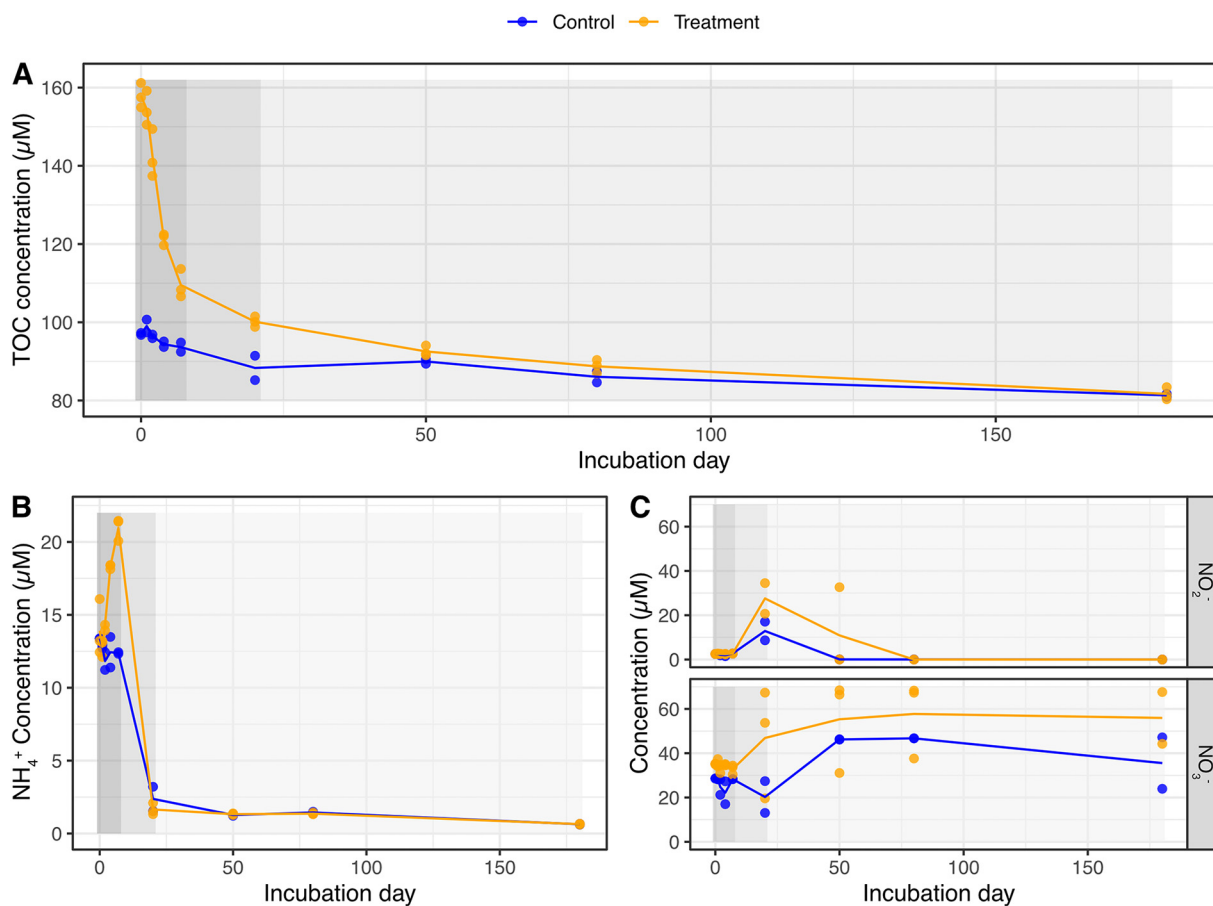 Control Treatment
A
TOC concentration (µM)
160
140
120
100
80
0 50 100 150
Incubation day
B
NH₄⁺ Concentration (µM)
20
15
10
5
0
0 50 100 150
Incubation day
C
Concentration (µM)
60
40
20
0
NO₂⁻
60
40
20
0
NO₃⁻
0 50 100 150
Incubation day